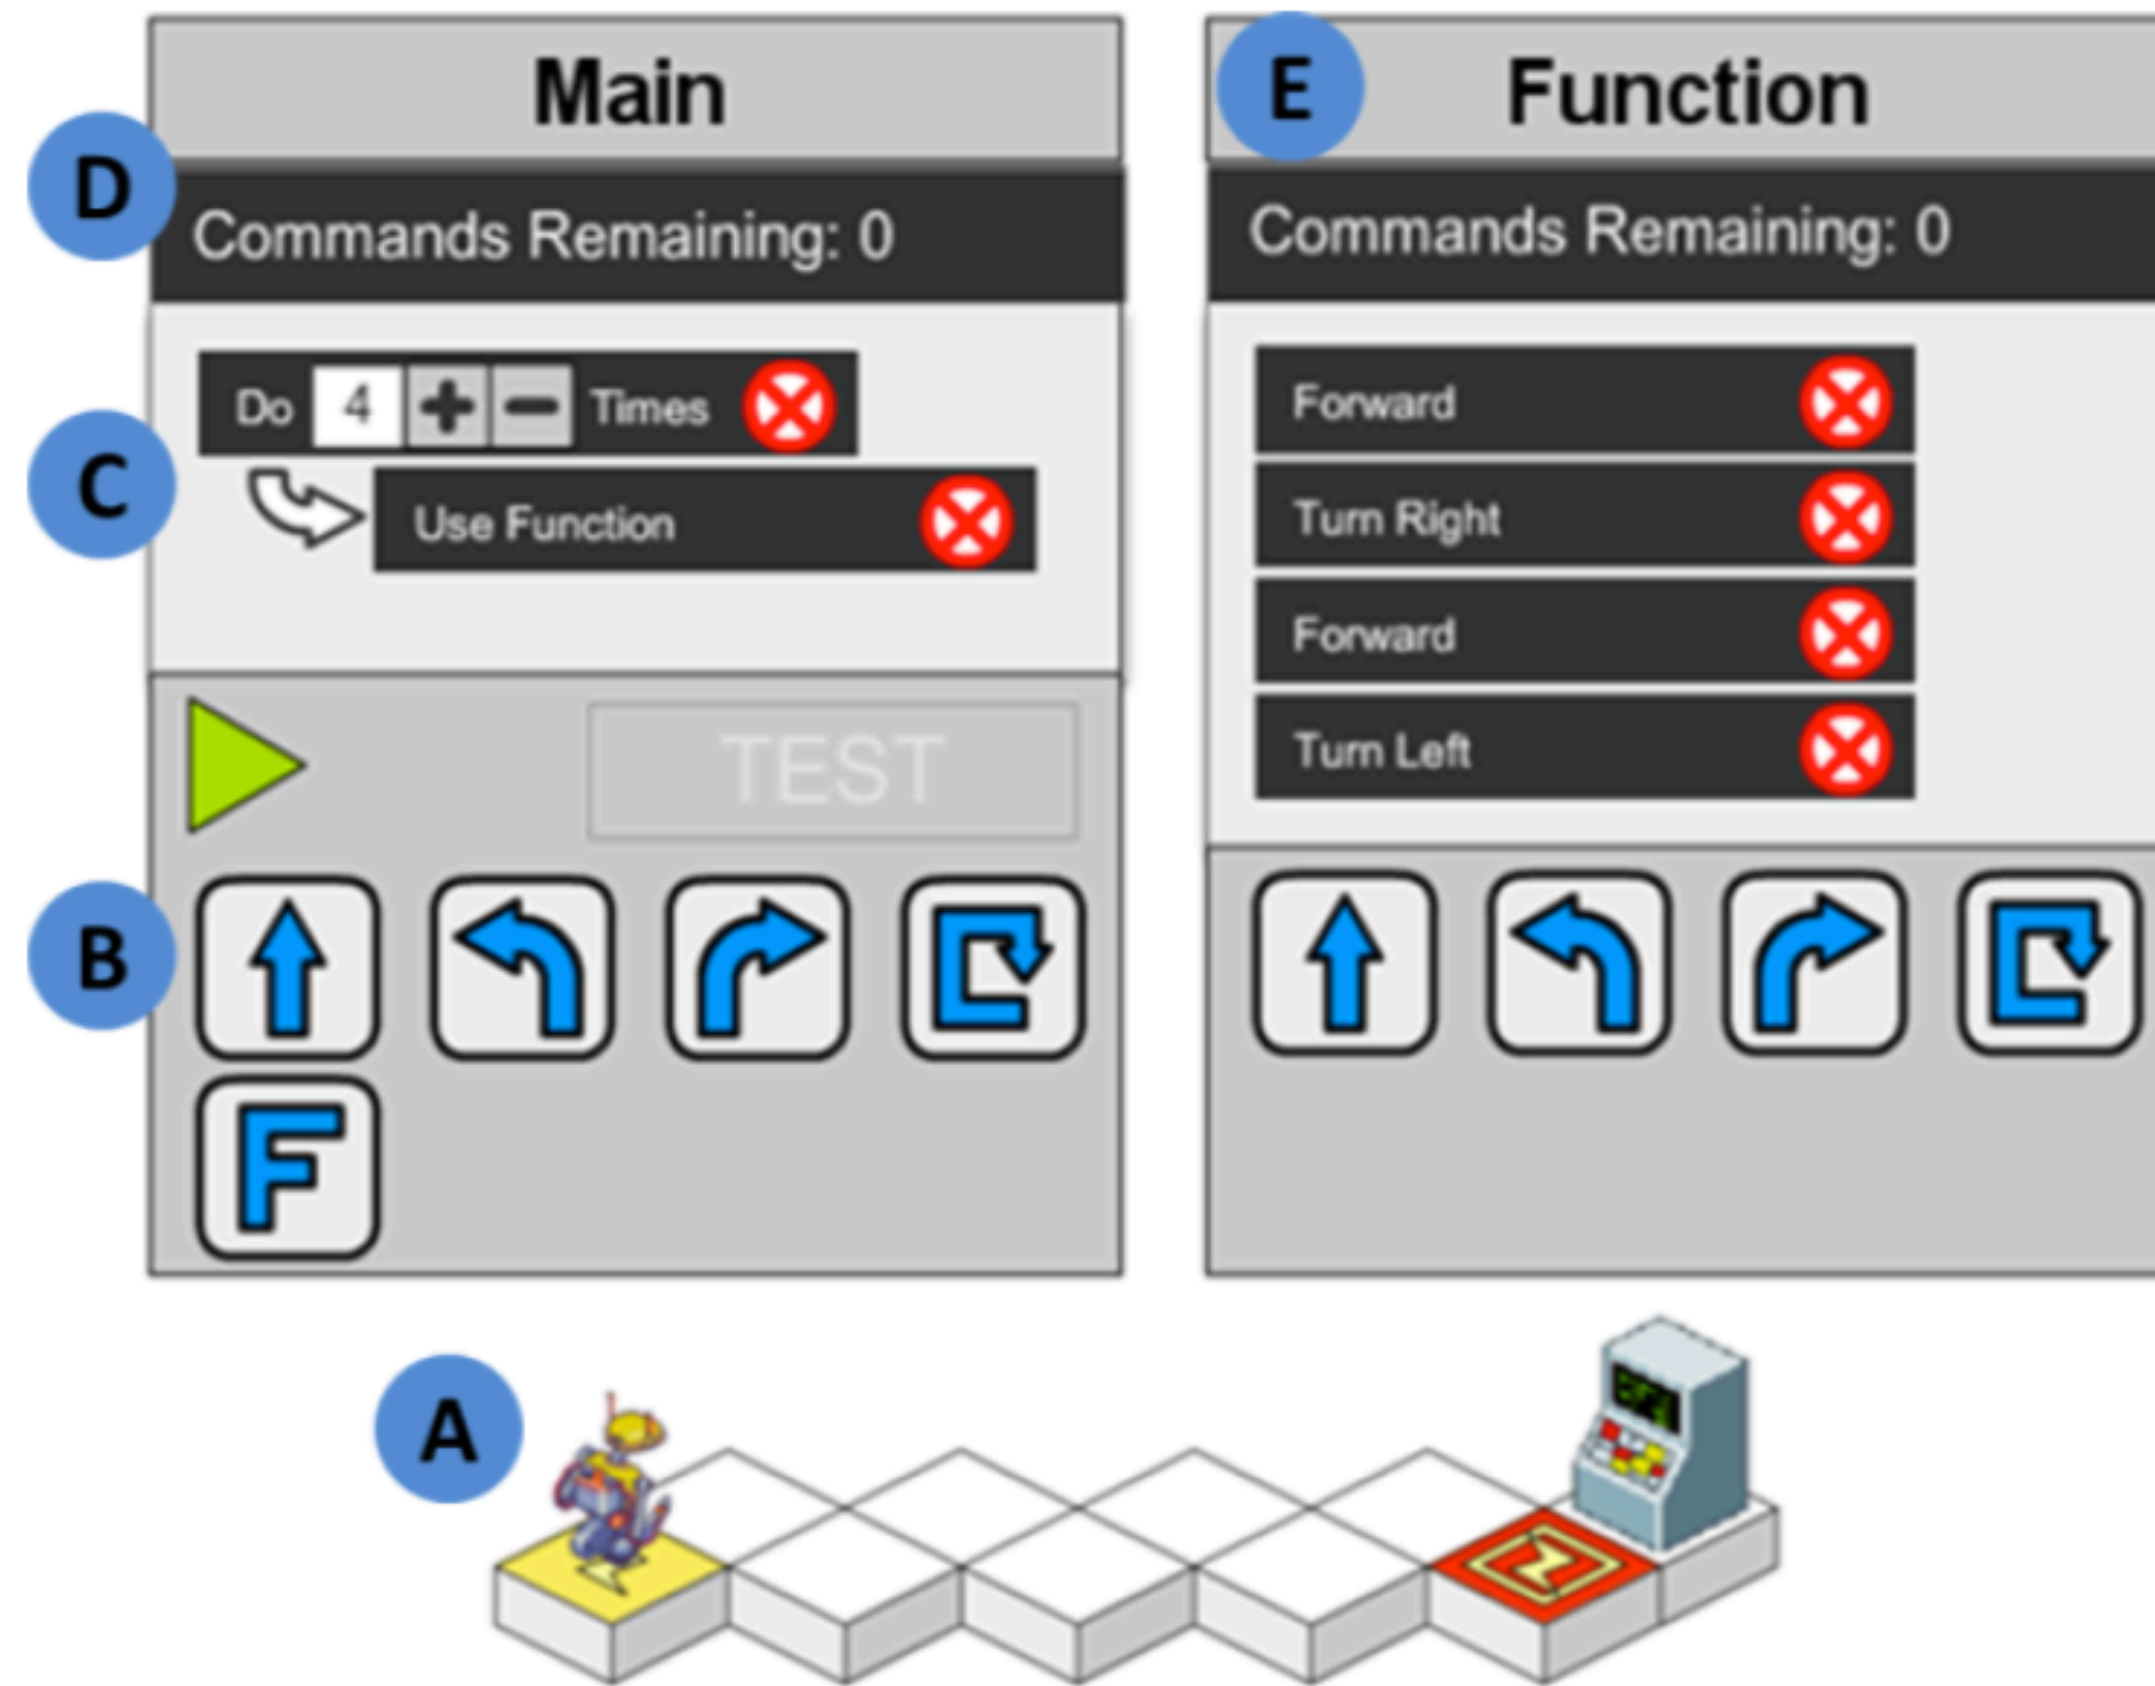 Main
D
Commands Remaining: 0
Do 4 Times
C
Use Function
TEST
B
F
E
Function
Commands Remaining: 0
Forward
Turn Right
Forward
Turn Left
A